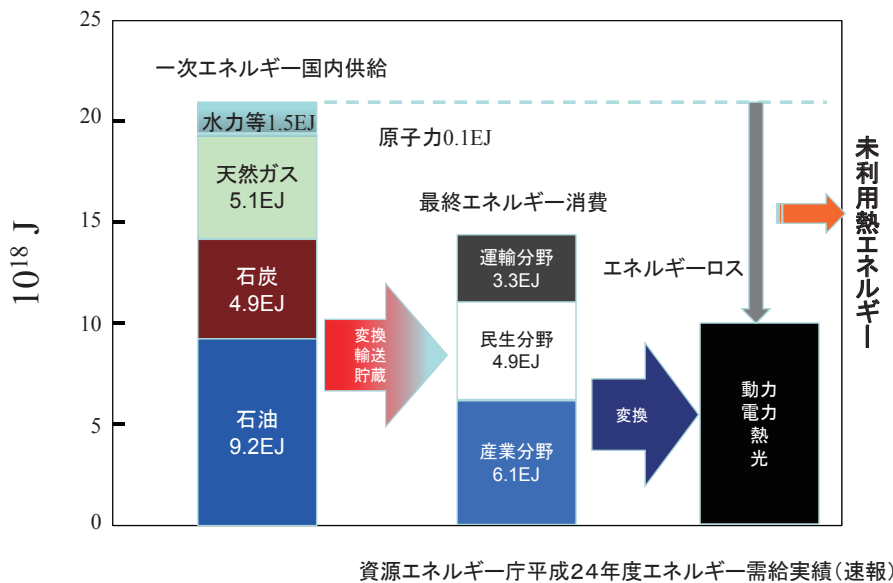 25
20
15
10
5
0
10¹⁸ J
一次エネルギー国内供給
水力等1.5EJ
天然ガス
5.1EJ
石炭
4.9EJ
石油
9.2EJ
原子力0.1EJ
変換
輸送
貯蔵
最終エネルギー消費
運輸分野
3.3EJ
民生分野
4.9EJ
産業分野
6.1EJ
変換
エネルギーロス
動力
電力
熱
光
未利用熱エネルギー
資源エネルギー庁平成24年度エネルギー需給実績(速報)